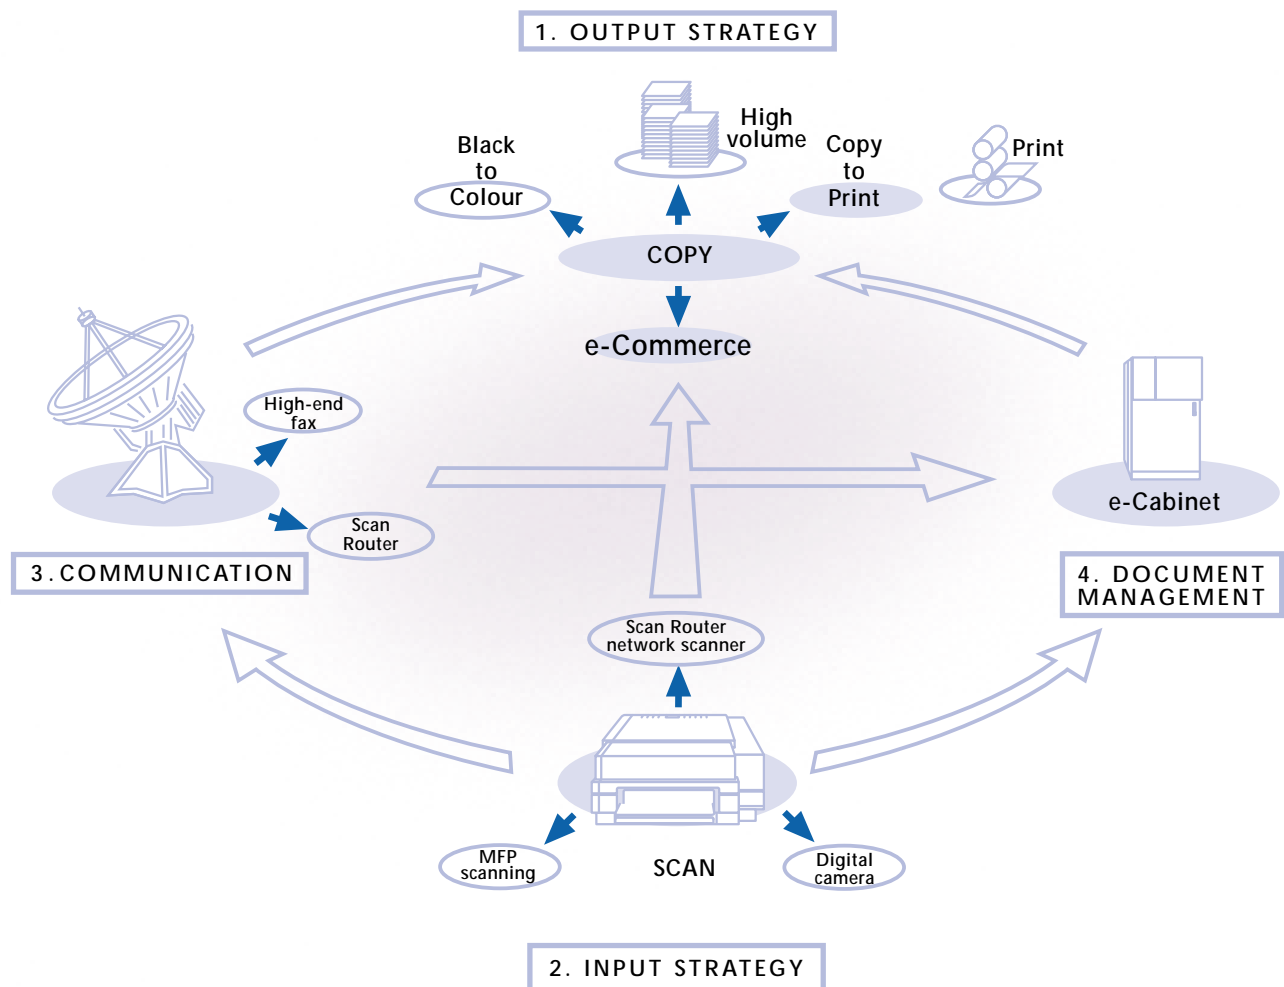 1. OUTPUT STRATEGY
High
volume
Black
to
Colour
Copy
to
Print
Print
COPY
e-Commerce
High-end
fax
Scan
Router
3. COMMUNICATION
e-Cabinet
4. DOCUMENT
MANAGEMENT
Scan Router
network scanner
MFP
scanning
SCAN
Digital
camera
2. INPUT STRATEGY